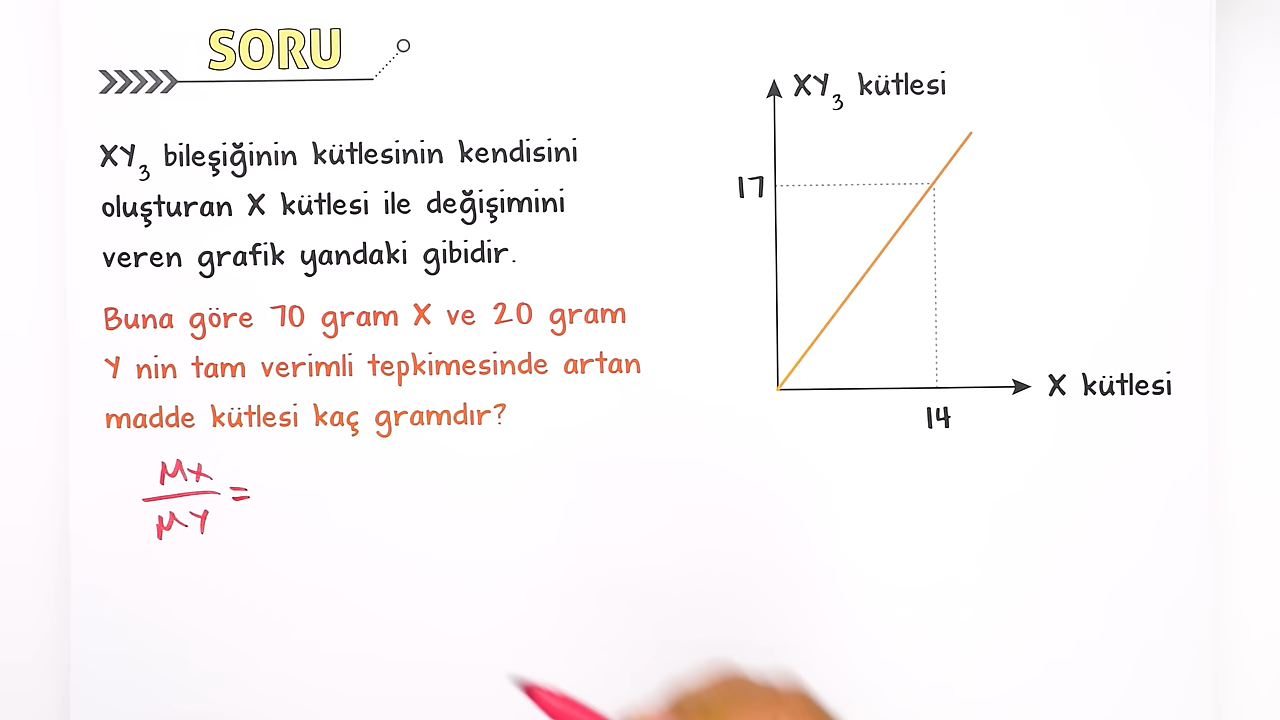 SORU
XY₃ bileşiğinin kütlesinin kendisini
oluşturan X kütlesi ile değişimini
veren grafik yandaki gibidir.
Buna göre 70 gram X ve 20 gram
Y nin tam verimli tepkimesinde artan
madde kütlesi kaç gramdır?
MX
MY
=
XY₃ kütlesi
17
14
X kütlesi